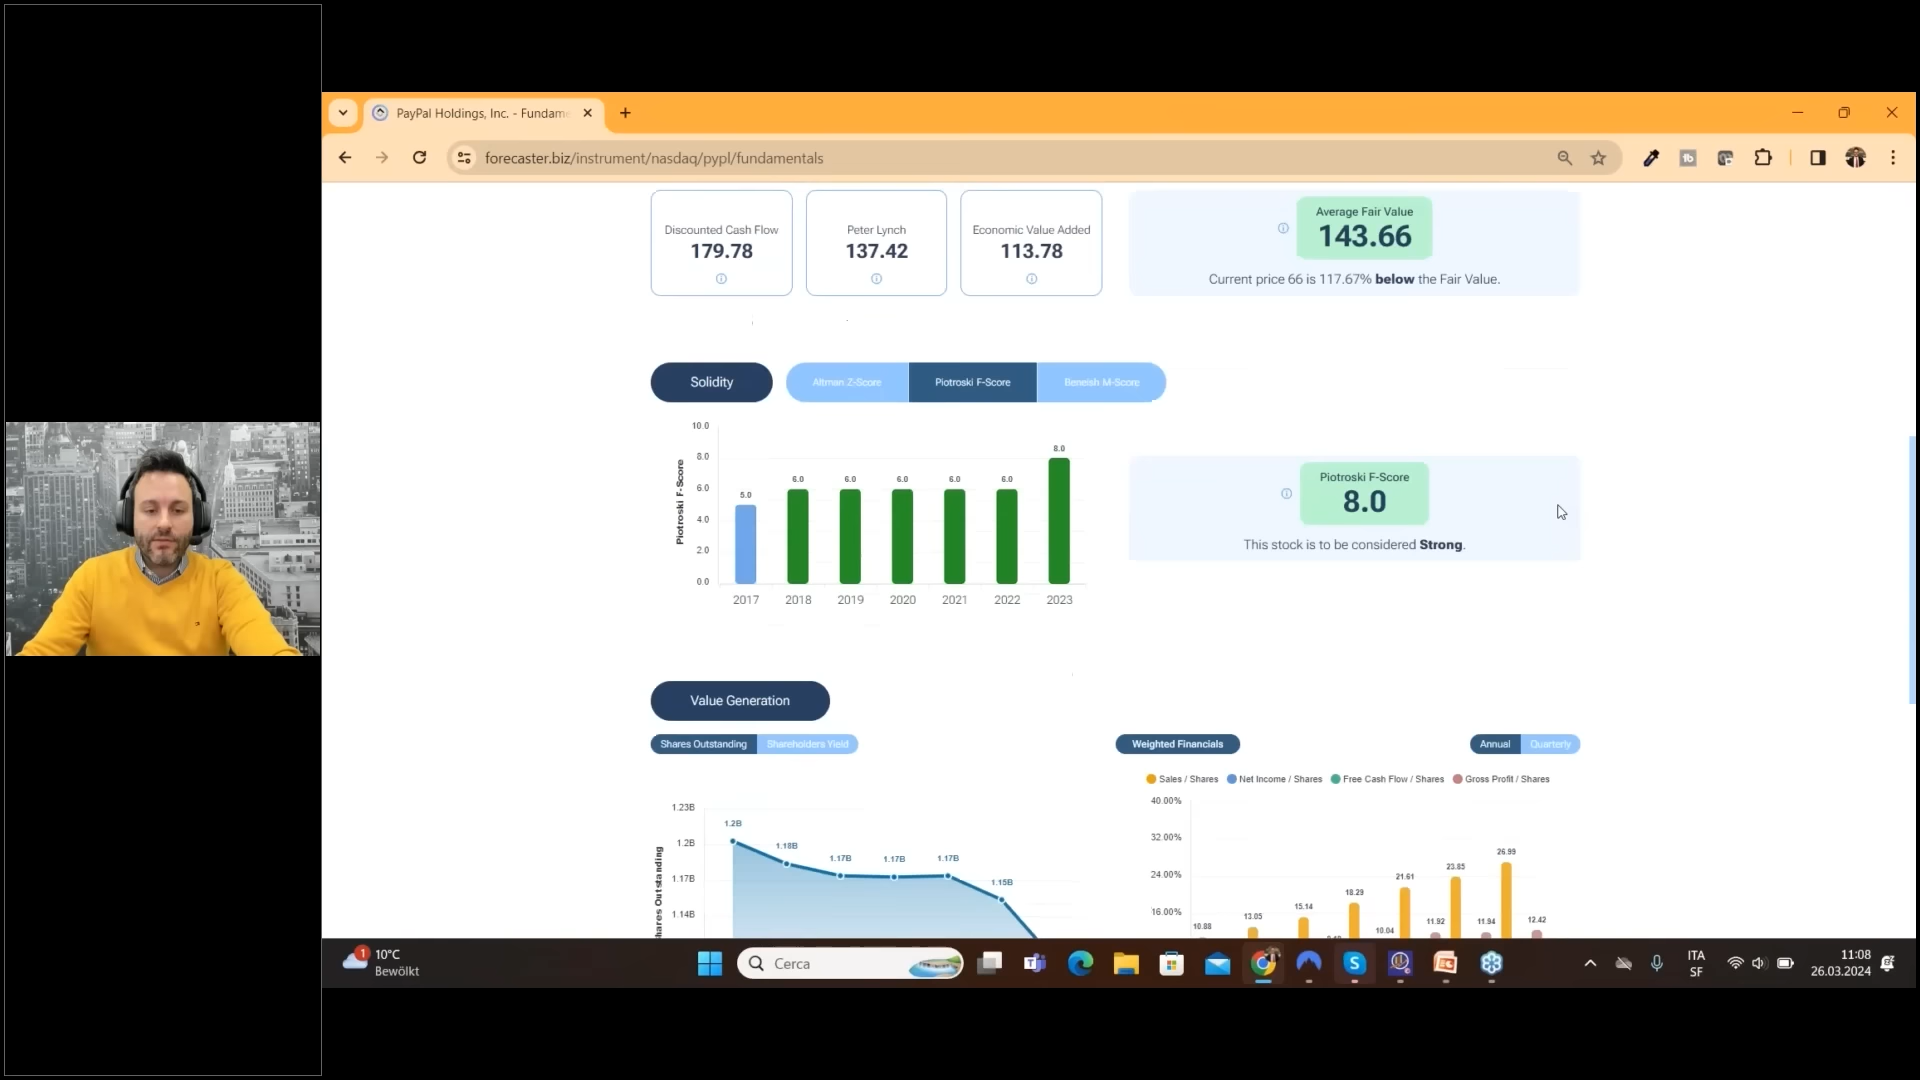 PayPal Holdings, Inc. - Fundame
forecaster.biz/instrument/nasdaq/pypl/fundamentals
Discounted Cash Flow
179.78
Peter Lynch
137.42
Economic Value Added
113.78
Average Fair Value
143.66
Current price 66 is 117.67% below the Fair Value.
Solidity
Altman Z-Score
Piotroski F-Score
Beneish M-Score
Piotroski F-Score
10.0
8.0
6.0
4.0
2.0
0.0
5.0
6.0
6.0
6.0
6.0
6.0
8.0
2017 2018 2019 2020 2021 2022 2023
Piotroski F-Score
8.0
This stock is to be considered Strong.
Value Generation
Shares Outstanding
Shareholders Yield
Weighted Financials
Annual
Quarterly
Shares Outstanding
1.23B
1.2B
1.17B
1.14B
1.2B
1.18B
1.17B
1.17B
1.17B
1.15B
Sales / Shares
Net Income / Shares
Free Cash Flow / Shares
Gross Profit / Shares
40.00%
32.00%
24.00%
16.00%
10.88
13.05
15.14
18.29
10.04
21.61
11.92
23.85
11.94
26.99
12.42
1
10°C
Bewölkt
Cerca
ITA
SF
11:08
26.03.2024